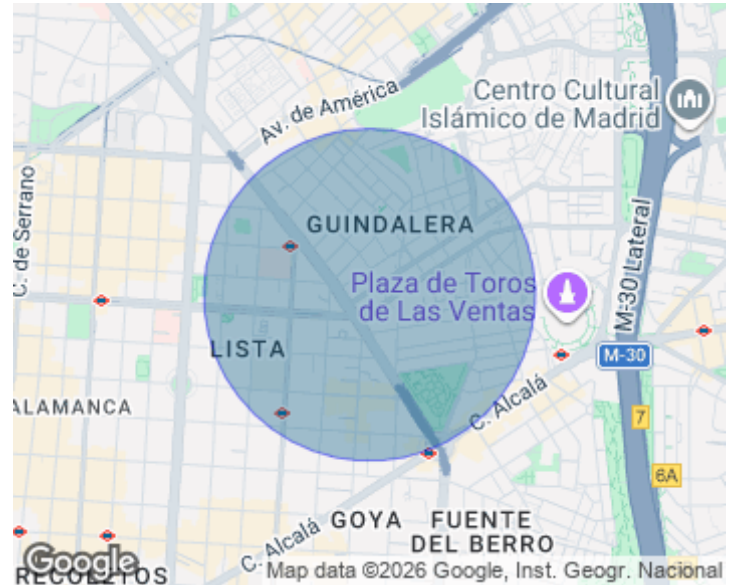 Centro Cultural
Islámico de Madrid
Av. de América
C. de Serrano
GUINDALERA
M-30 Lateral
Plaza de Toros
de Las Ventas
LISTA
M-30
ALAMANCA
C. Alcalá
7
6A
GOYA
FUENTE
DEL BERRO
C. Alcalá
Google
RECOLETOS
Map data ©2026 Google, Inst. Geogr. Nacional